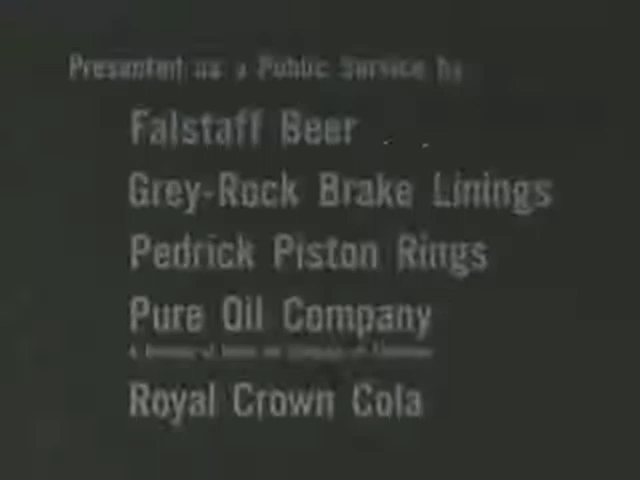 Presented as a Public Service by
Falstaff Beer
Grey-Rock Brake Linings
Pedrick Piston Rings
Pure Oil Company
Royal Crown Cola